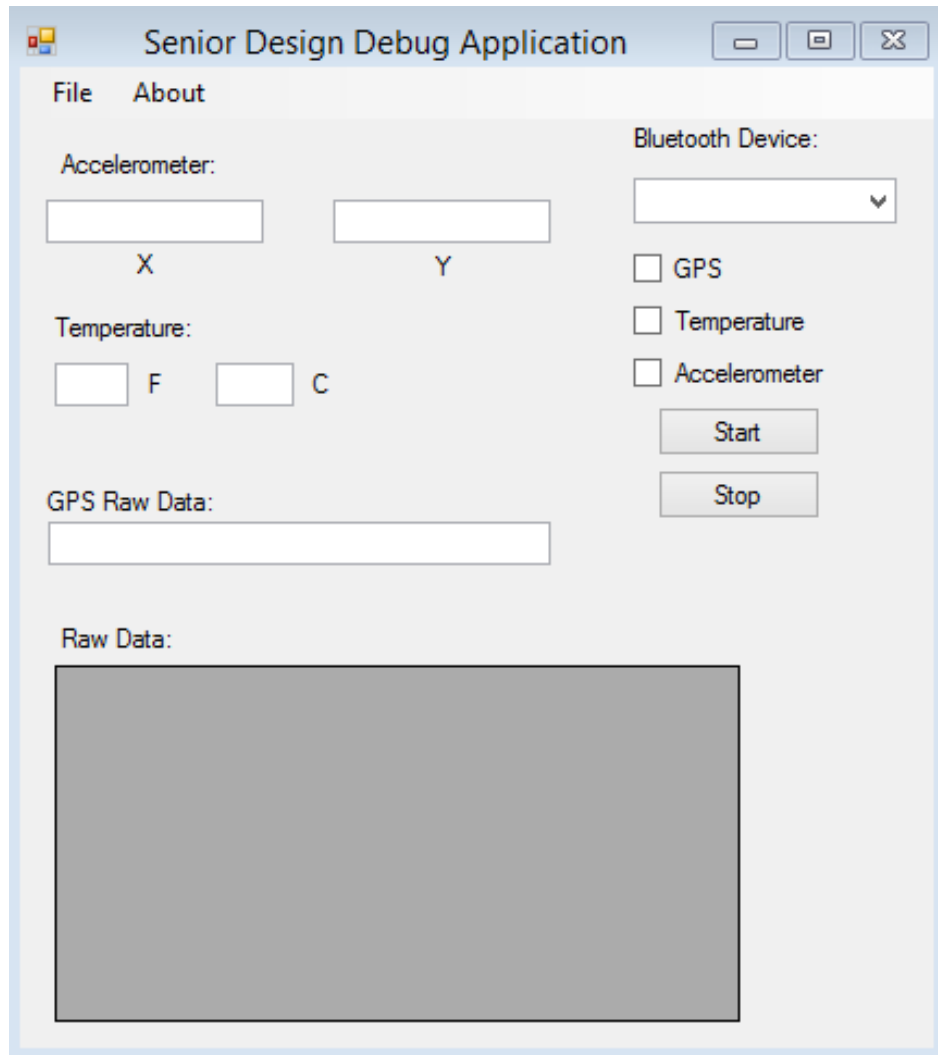 Senior Design Debug Application
File About
Bluetooth Device:
Accelerometer:
X Y
GPS
Temperature:
Temperature
F C
Accelerometer
Start
GPS Raw Data:
Stop
Raw Data: